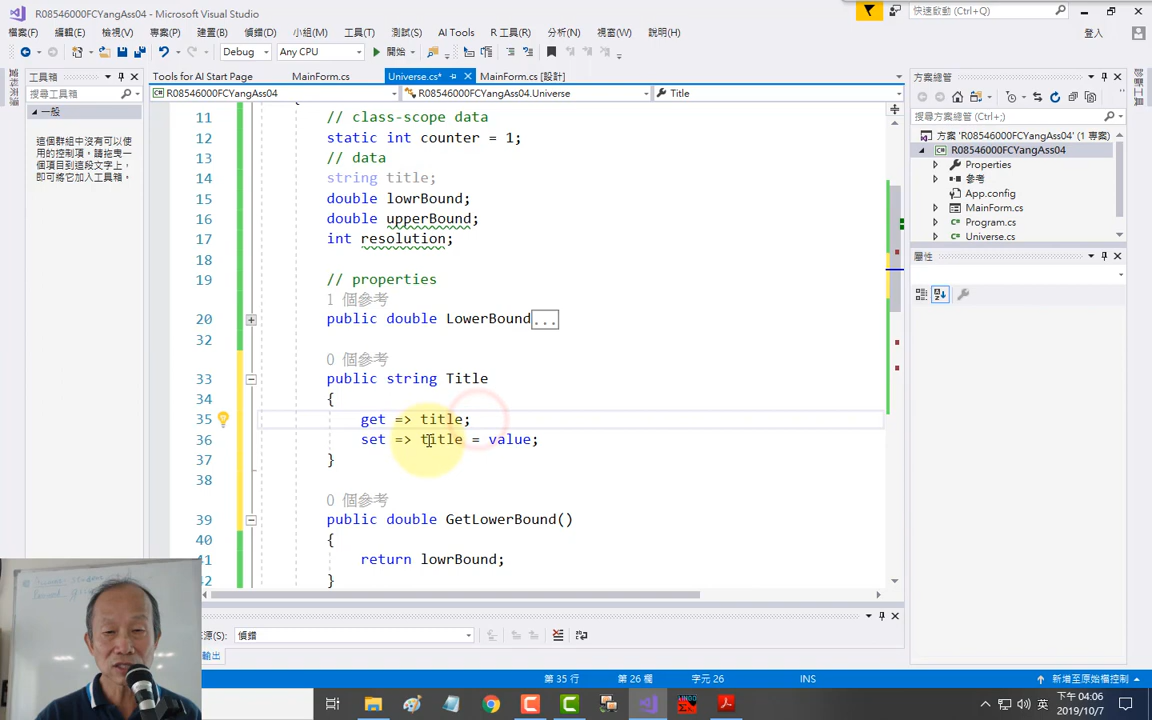 R08546000FCYangAss04 - Microsoft Visual Studio
快速啟動 (Ctrl+Q)
檔案(F) 編輯(E) 檢視(V) 專案(P) 建置(B) 偵錯(D) 小組(M) 工具(T) 測試(S) AI Tools R 工具(R) 分析(N) 視窗(W) 說明(H)
登入
Debug Any CPU 開始
工具箱
Tools for AI Start Page MainForm.cs Universe.cs* MainForm.cs [設計]
方案總管
搜尋工具箱
R08546000FCYangAss04 R08546000FCYangAss04.Universe Title
一般
搜尋方案總管 (Ctrl+;)
這個群組中沒有可以使
用的控制項。請拖曳一
個項目到這段文字上，
即可將它加入工具箱。
方案 'R08546000FCYangAss04' (1 專案)
R08546000FCYangAss04
Properties
參考
App.config
MainForm.cs
Program.cs
Universe.cs
屬性
11 // class-scope data
12 static int counter = 1;
13 // data
14 string title;
15 double lowrBound;
16 double upperBound;
17 int resolution;
18
19 // properties
1 個參考
20 public double LowerBound...
32
0 個參考
33 public string Title
34 {
35 get => title;
36 set => title = value;
37 }
38
0 個參考
39 public double GetLowerBound()
40 {
41 return lowrBound;
42 }
源(S): 偵錯
輸出
第 35 行 第 26 欄 字元 26 INS 新增至原始檔控制
英
下午 04:06
2019/10/7